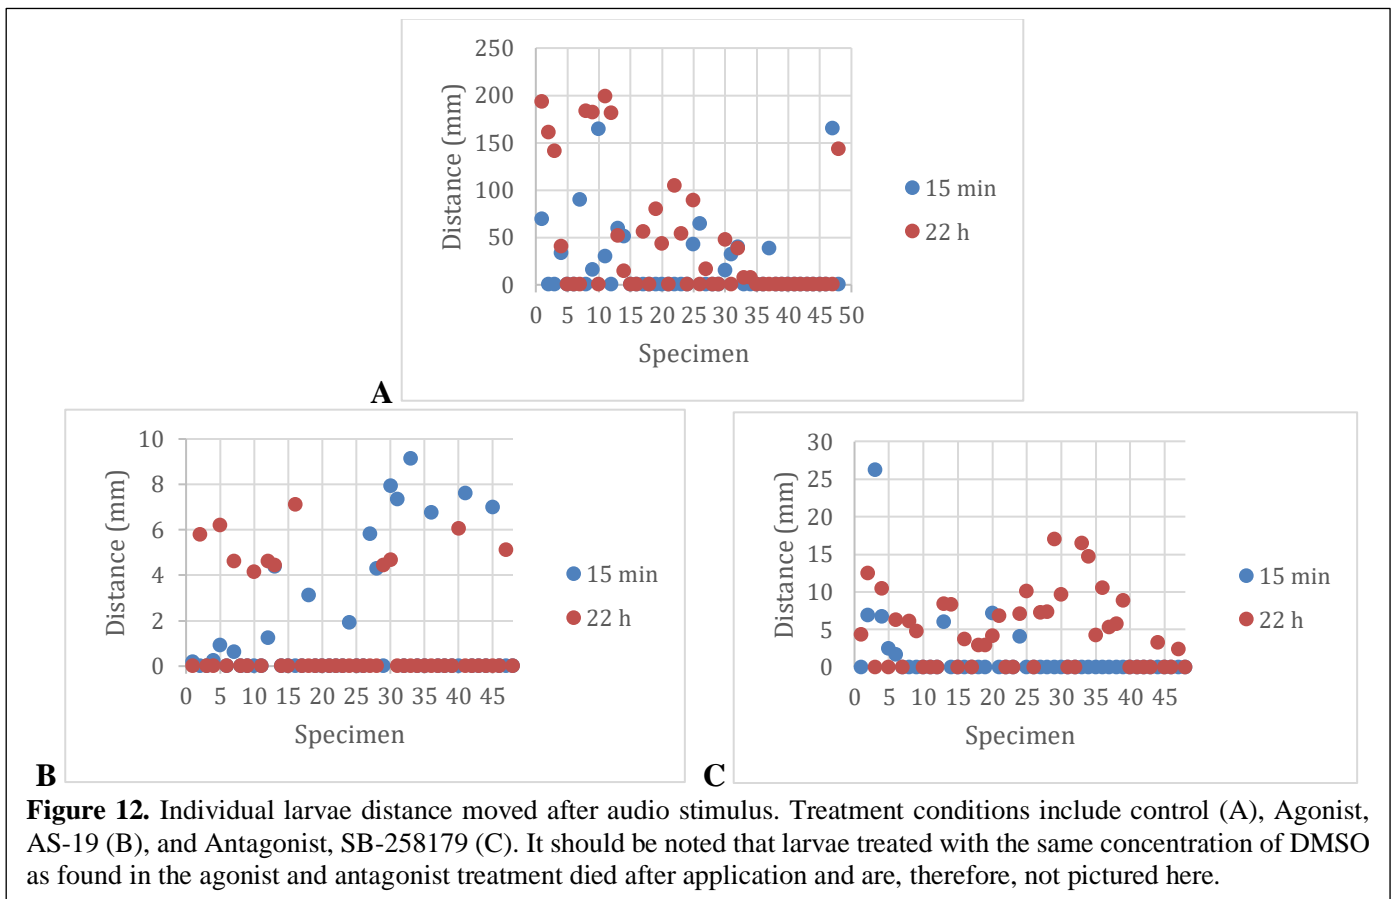 250
200
150
100
50
0
Distance (mm)
0 5 10 15 20 25 30 35 40 45 50
Specimen
15 min
22 h
A
10
8
6
4
2
0
Distance (mm)
0 5 10 15 20 25 30 35 40 45
Specimen
15 min
22 h
B
30
25
20
15
10
5
0
Distance (mm)
0 5 10 15 20 25 30 35 40 45
Specimen
15 min
22 h
C
Figure 12. Individual larvae distance moved after audio stimulus. Treatment conditions include control (A), Agonist,
AS-19 (B), and Antagonist, SB-258179 (C). It should be noted that larvae treated with the same concentration of DMSO
as found in the agonist and antagonist treatment died after application and are, therefore, not pictured here.